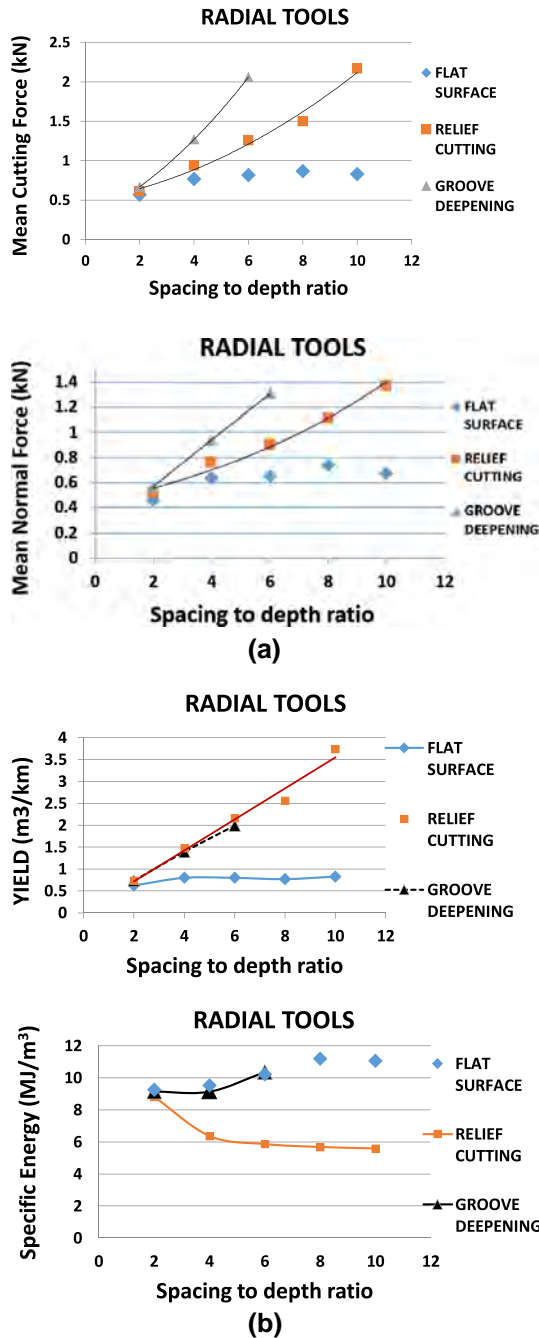 RADIAL TOOLS
Mean Cutting Force (kN)
2.5
2
1.5
1
0.5
0
0 2 4 6 8 10 12
Spacing to depth ratio
FLAT
SURFACE
RELIEF
CUTTING
GROOVE
DEEPENING
RADIAL TOOLS
Mean Normal Force (kN)
1.4
1.2
1
0.8
0.6
0.4
0.2
0
0 2 4 6 8 10 12
Spacing to depth ratio
FLAT
SURFACE
RELIEF
CUTTING
GROOVE
DEEPENING
(a)
RADIAL TOOLS
YIELD (m3/km)
4
3.5
3
2.5
2
1.5
1
0.5
0
0 2 4 6 8 10 12
Spacing to depth ratio
FLAT
SURFACE
RELIEF
CUTTING
GROOVE
DEEPENING
RADIAL TOOLS
Specific Energy (MJ/m³)
12
10
8
6
4
2
0
0 2 4 6 8 10 12
Spacing to depth ratio
FLAT
SURFACE
RELIEF
CUTTING
GROOVE
DEEPENING
(b)